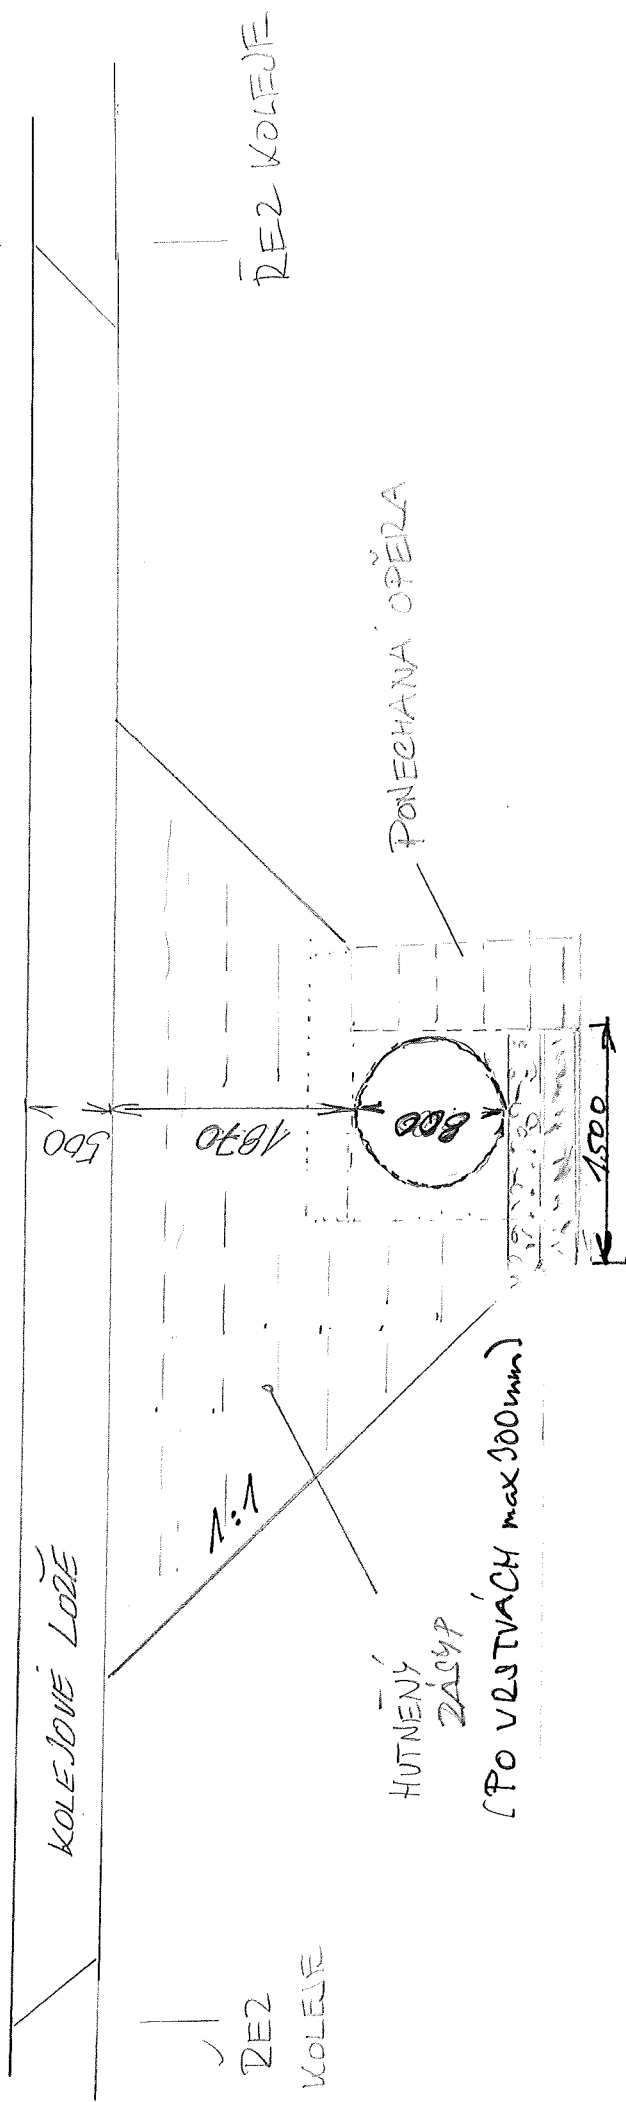 KOLEJOVÉ LOŽE
500
1870
800
1:1
ŘEZ
KOLEJE
HUTNĚNÝ
ZÁSYP
(PO VRSTVÁCH max 300mm)
1500
PONECHANÁ OPĚRA
ŘEZ KOLEJE